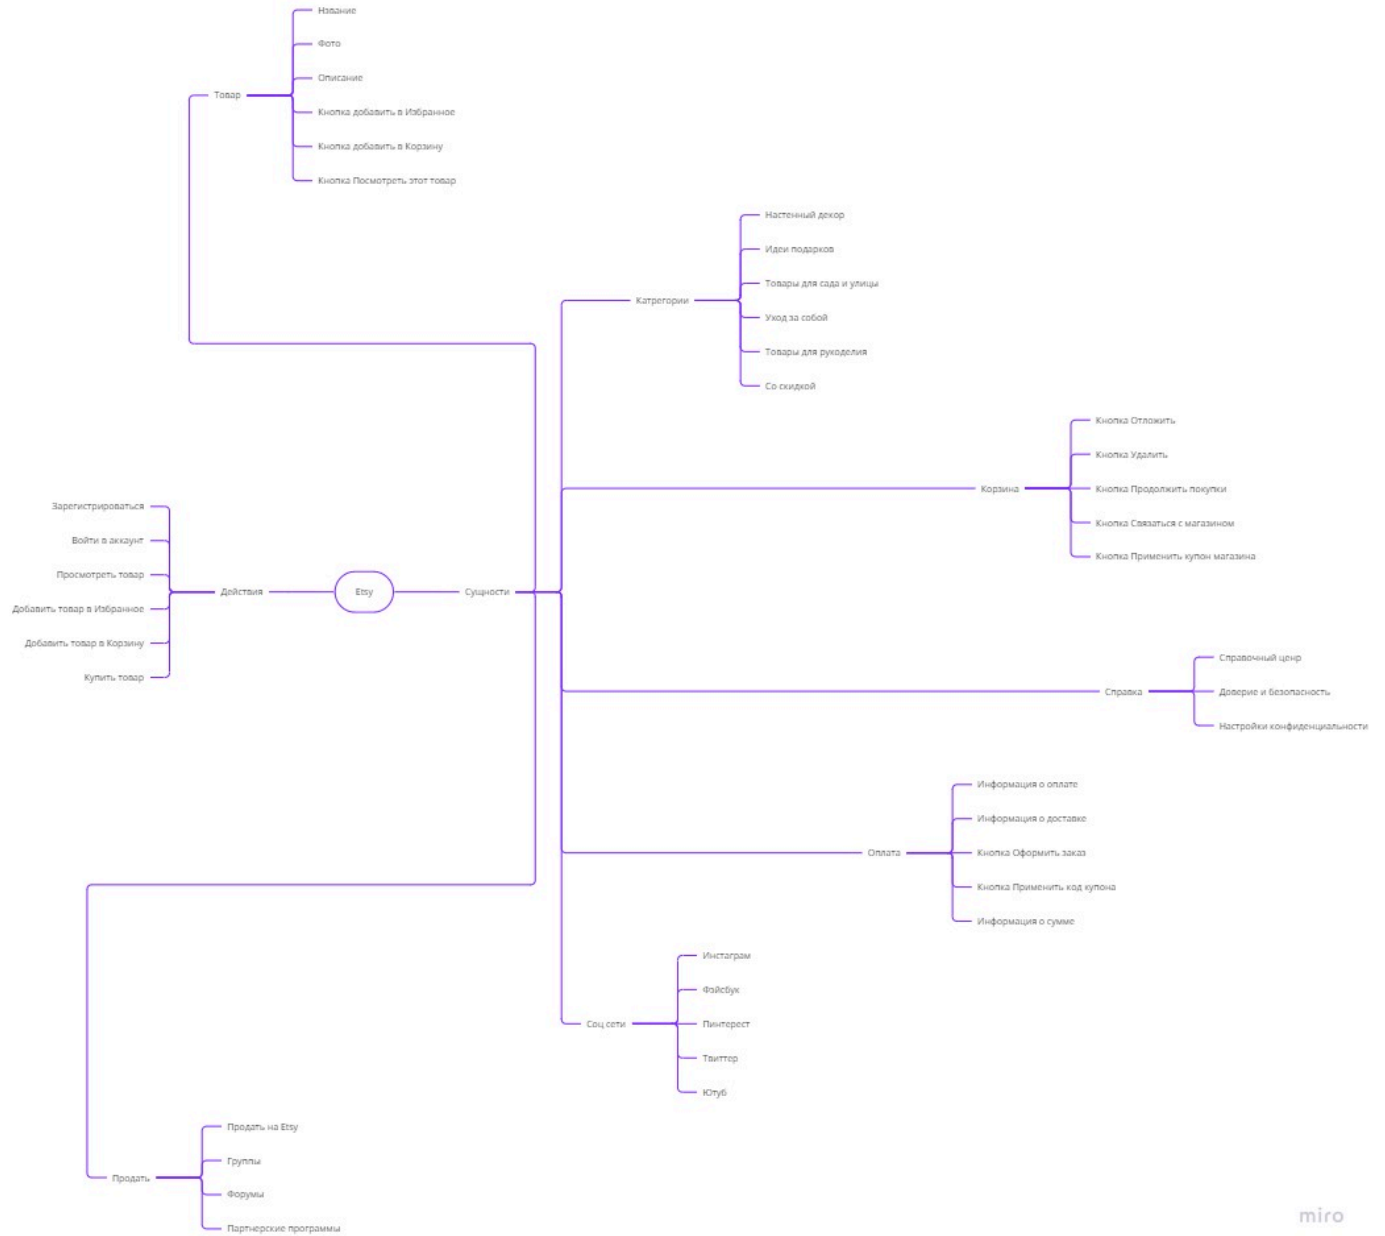 Нзвание
Фото
Описание
Товар
Кнопка добавить в Избранное
Кнопка добавить в Корзину
Кнопка Посмотреть этот товар
Настенный декор
Идеи подарков
Товары для сада и улицы
Катрегории
Уход за собой
Товары для рукоделия
Со скидкой
Кнопка Отложить
Кнопка Удалить
Корзина
Кнопка Продолжить покупки
Кнопка Связаться с магазином
Кнопка Применить купон магазина
Зарегистрироваться
Войти в аккаунт
Просмотреть товар
Действия
Etsy
Сущности
Добавить товар в Избранное
Добавить товар в Корзину
Купить товар
Справочный ценр
Справка
Доверие и безопасность
Настройки конфиденциальности
Информация о оплате
Информация о доставке
Оплата
Кнопка Оформить заказ
Кнопка Применить код купона
Информация о сумме
Инстаграм
Фэйсбук
Соц сети
Пинтерест
Твиттер
Ютуб
Продать на Etsy
Группы
Продать
Форумы
Партнерские программы
miro